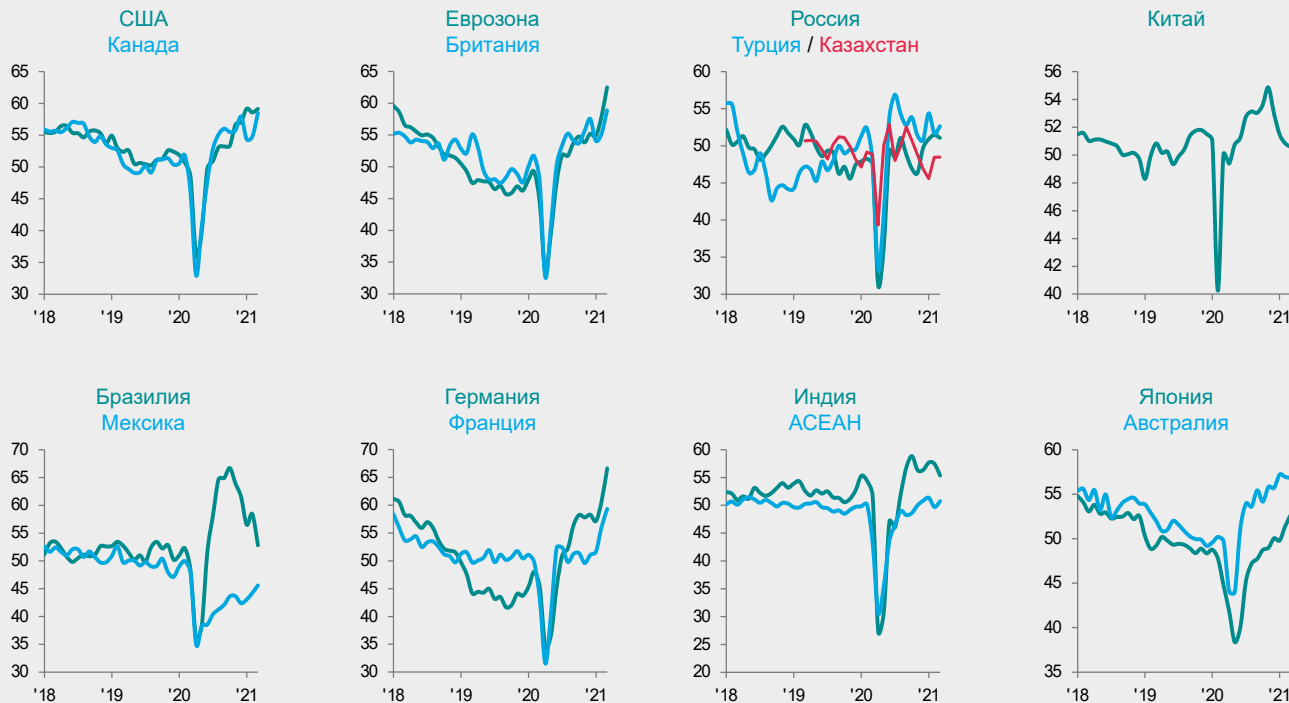 США
Канада
65
60
55
50
45
40
35
30
'18 '19 '20 '21
Еврозона
Британия
65
60
55
50
45
40
35
30
'18 '19 '20 '21
Россия
Турция / Казахстан
60
55
50
45
40
35
30
'18 '19 '20 '21
Китай
56
54
52
50
48
46
44
42
40
'18 '19 '20 '21
Бразилия
Мексика
70
65
60
55
50
45
40
35
30
'18 '19 '20 '21
Германия
Франция
70
65
60
55
50
45
40
35
30
'18 '19 '20 '21
Индия
АСЕАН
60
55
50
45
40
35
30
25
20
'18 '19 '20 '21
Япония
Австралия
60
55
50
45
40
35
'18 '19 '20 '21